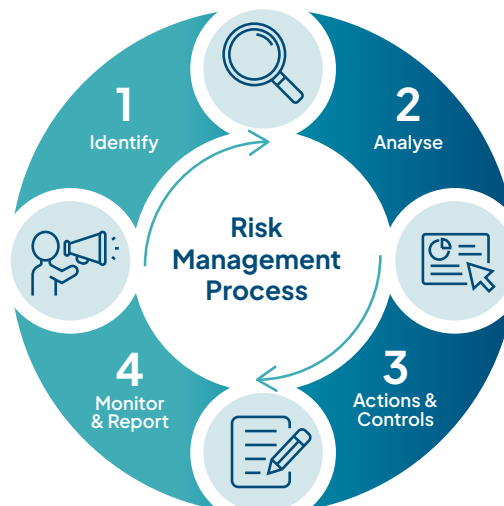 1
Identify
2
Analyse
Risk
Management
Process
4
Monitor
& Report
3
Actions &
Controls